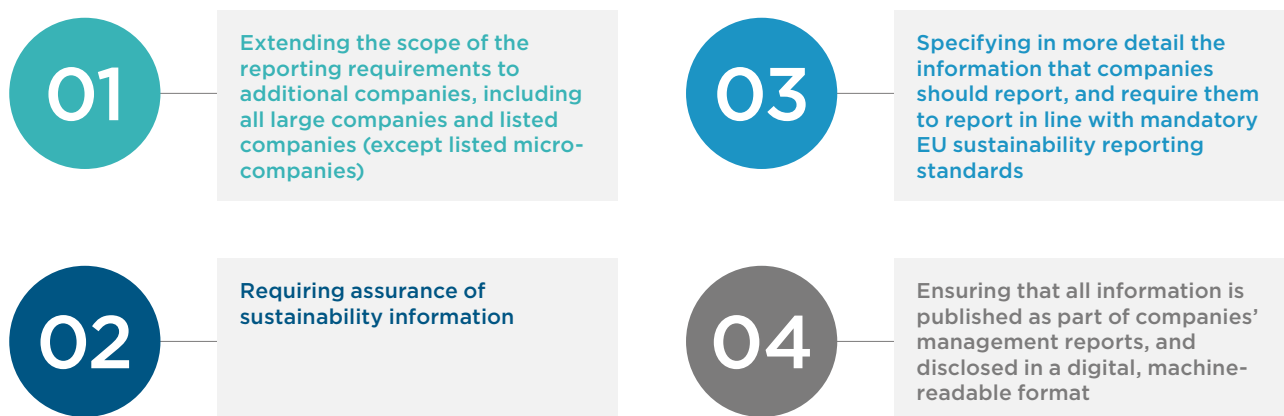 01
Extending the scope of the
reporting requirements to
additional companies, including
all large companies and listed
companies (except listed micro-
companies)
02
Requiring assurance of
sustainability information
03
Specifying in more detail the
information that companies
should report, and require them
to report in line with mandatory
EU sustainability reporting
standards
04
Ensuring that all information is
published as part of companies’
management reports, and
disclosed in a digital, machine-
readable format